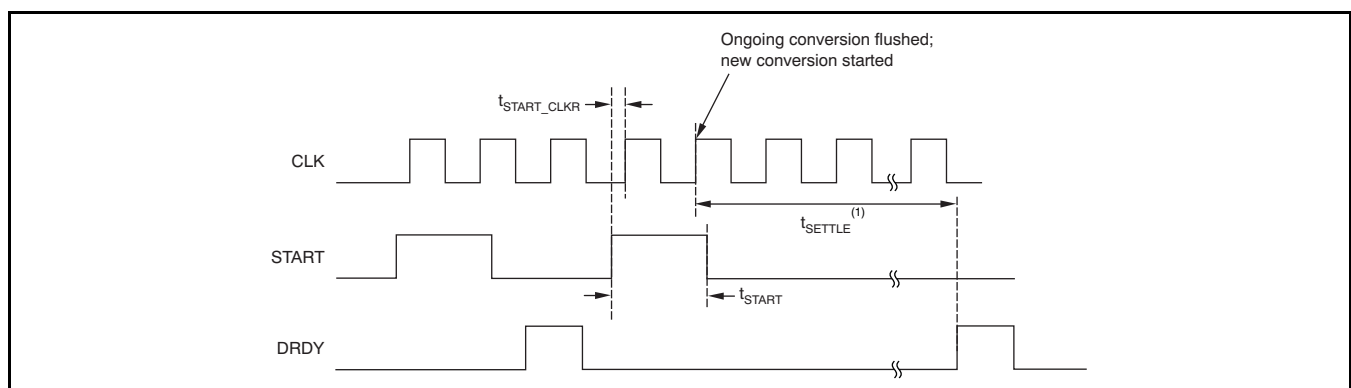 Ongoing conversion flushed;
new conversion started
tSTART_CLKR
CLK
tSETTLE(1)
START
tSTART
DRDY